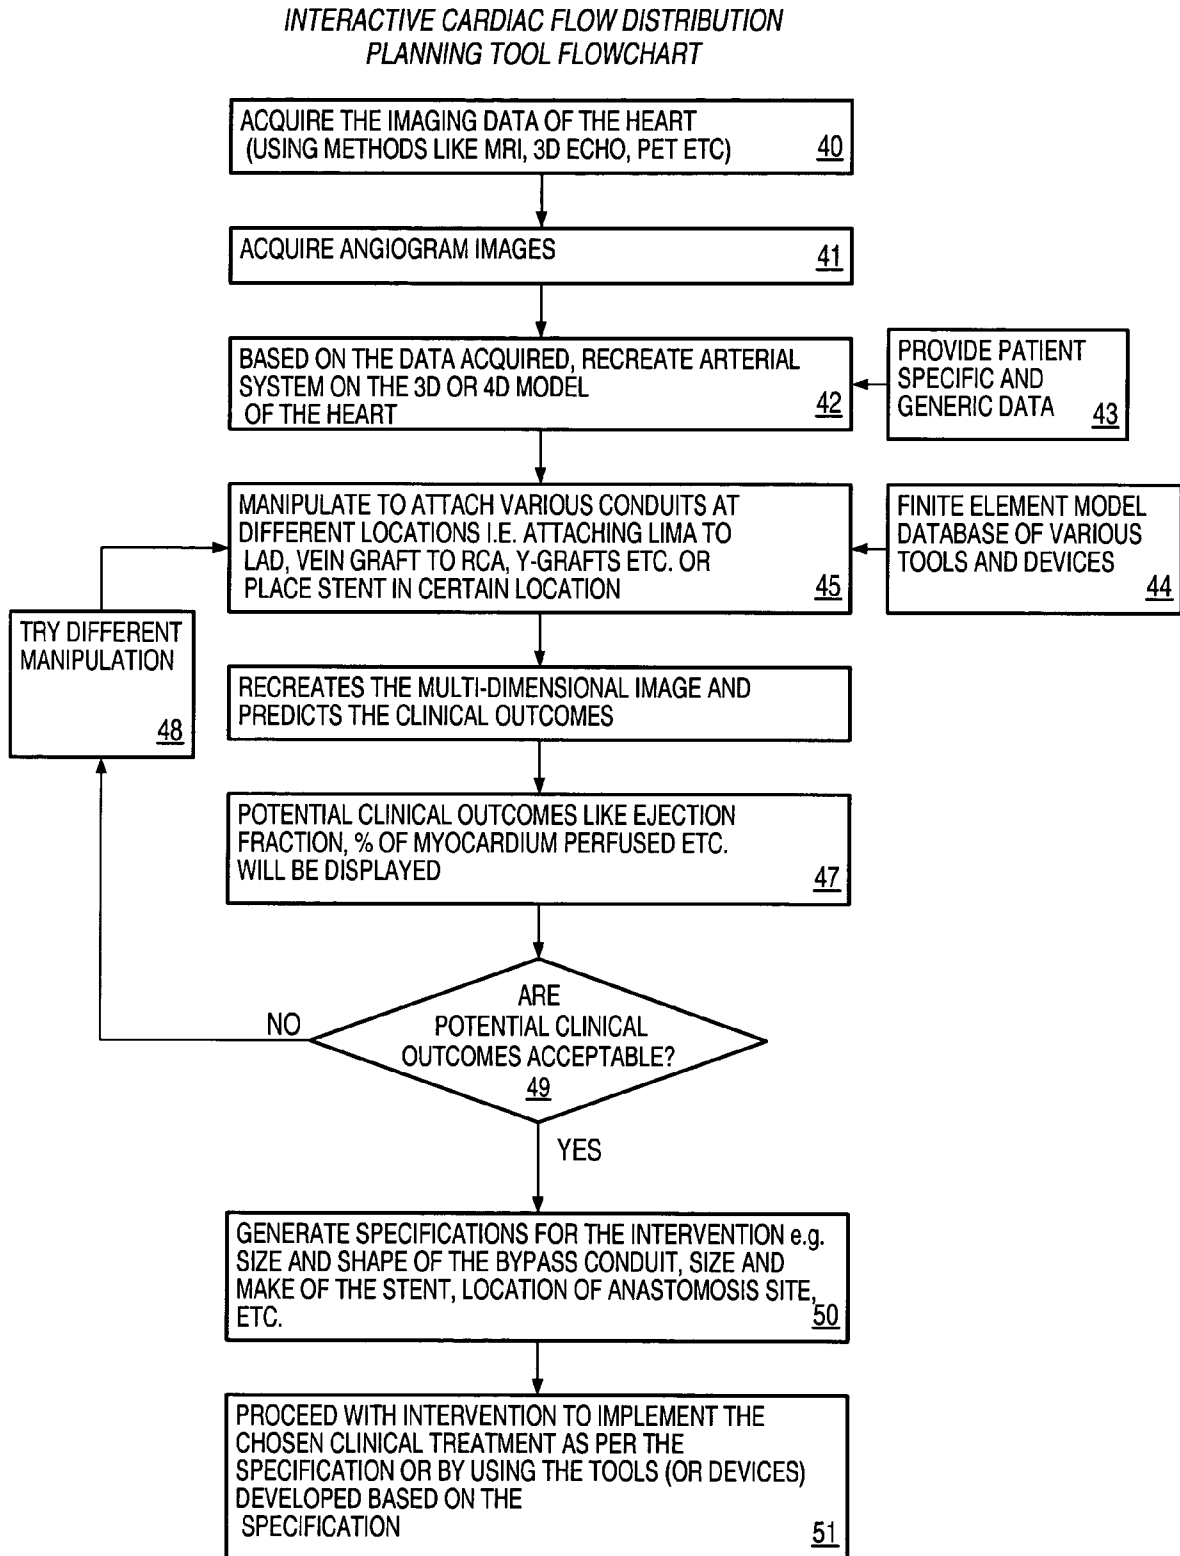 INTERACTIVE CARDIAC FLOW DISTRIBUTION
PLANNING TOOL FLOWCHART
ACQUIRE THE IMAGING DATA OF THE HEART
(USING METHODS LIKE MRI, 3D ECHO, PET ETC)
40
ACQUIRE ANGIOGRAM IMAGES
41
BASED ON THE DATA ACQUIRED, RECREATE ARTERIAL
SYSTEM ON THE 3D OR 4D MODEL
OF THE HEART
42
PROVIDE PATIENT
SPECIFIC AND
GENERIC DATA
43
MANIPULATE TO ATTACH VARIOUS CONDUITS AT
DIFFERENT LOCATIONS I.E. ATTACHING LIMA TO
LAD, VEIN GRAFT TO RCA, Y-GRAFTS ETC. OR
PLACE STENT IN CERTAIN LOCATION
45
FINITE ELEMENT MODEL
DATABASE OF VARIOUS
TOOLS AND DEVICES
44
TRY DIFFERENT
MANIPULATION
48
RECREATES THE MULTI-DIMENSIONAL IMAGE AND
PREDICTS THE CLINICAL OUTCOMES
POTENTIAL CLINICAL OUTCOMES LIKE EJECTION
FRACTION, % OF MYOCARDIUM PERFUSED ETC.
WILL BE DISPLAYED
47
ARE
POTENTIAL CLINICAL
OUTCOMES ACCEPTABLE?
49
NO
YES
GENERATE SPECIFICATIONS FOR THE INTERVENTION e.g.
SIZE AND SHAPE OF THE BYPASS CONDUIT, SIZE AND
MAKE OF THE STENT, LOCATION OF ANASTOMOSIS SITE,
ETC.
50
PROCEED WITH INTERVENTION TO IMPLEMENT THE
CHOSEN CLINICAL TREATMENT AS PER THE
SPECIFICATION OR BY USING THE TOOLS (OR DEVICES)
DEVELOPED BASED ON THE
SPECIFICATION
51